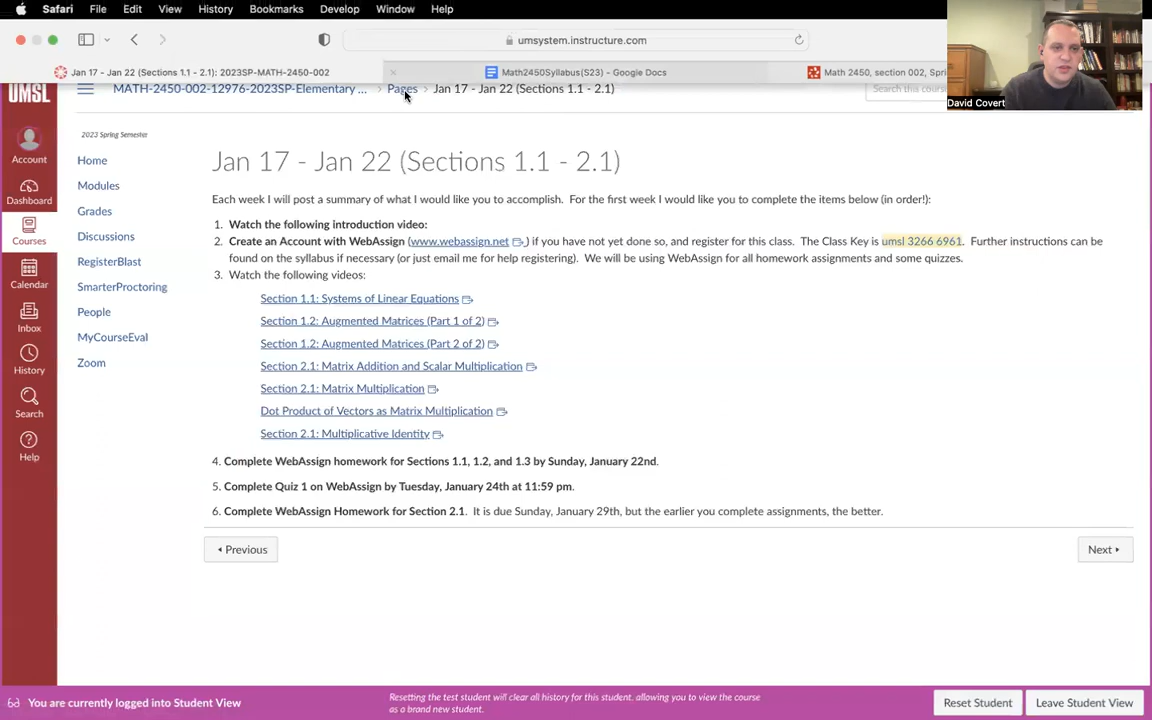 Safari File Edit View History Bookmarks Develop Window Help
umsystem.instructure.com
Jan 17 - Jan 22 (Sections 1.1 - 2.1): 2023SP-MATH-2450-002
Math2450Syllabus(S23) - Google Docs
Math 2450, section 002, Spri
David Covert
UMSL
MATH-2450-002-12976-2023SP-Elementary ... › Pages › Jan 17 - Jan 22 (Sections 1.1 - 2.1)
Search this cours
Account
Dashboard
Courses
Calendar
Inbox
History
Search
Help
2023 Spring Semester
Home
Modules
Grades
Discussions
RegisterBlast
SmarterProctoring
People
MyCourseEval
Zoom
Jan 17 - Jan 22 (Sections 1.1 - 2.1)
Each week I will post a summary of what I would like you to accomplish. For the first week I would like you to complete the items below (in order!):
1. Watch the following introduction video:
2. Create an Account with WebAssign (www.webassign.net ) if you have not yet done so, and register for this class. The Class Key is umsl 3266 6961. Further instructions can be
found on the syllabus if necessary (or just email me for help registering). We will be using WebAssign for all homework assignments and some quizzes.
3. Watch the following videos:
Section 1.1: Systems of Linear Equations
Section 1.2: Augmented Matrices (Part 1 of 2)
Section 1.2: Augmented Matrices (Part 2 of 2)
Section 2.1: Matrix Addition and Scalar Multiplication
Section 2.1: Matrix Multiplication
Dot Product of Vectors as Matrix Multiplication
Section 2.1: Multiplicative Identity
4. Complete WebAssign homework for Sections 1.1, 1.2, and 1.3 by Sunday, January 22nd.
5. Complete Quiz 1 on WebAssign by Tuesday, January 24th at 11:59 pm.
6. Complete WebAssign Homework for Section 2.1. It is due Sunday, January 29th, but the earlier you complete assignments, the better.
Previous
Next
You are currently logged into Student View
Resetting the test student will clear all history for this student, allowing you to view the course
as a brand new student.
Reset Student
Leave Student View